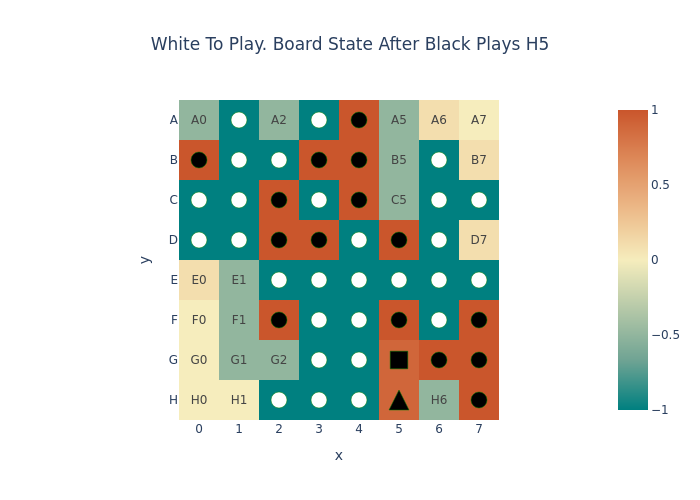 White To Play. Board State After Black Plays H5
A A0 A2 A5 A6 A7
B B5 B7
C C5
D D7
E E0 E1
F F0 F1
G G0 G1 G2
H H0 H1 H6
0 1 2 3 4 5 6 7
x
y
1
0.5
0
−0.5
−1